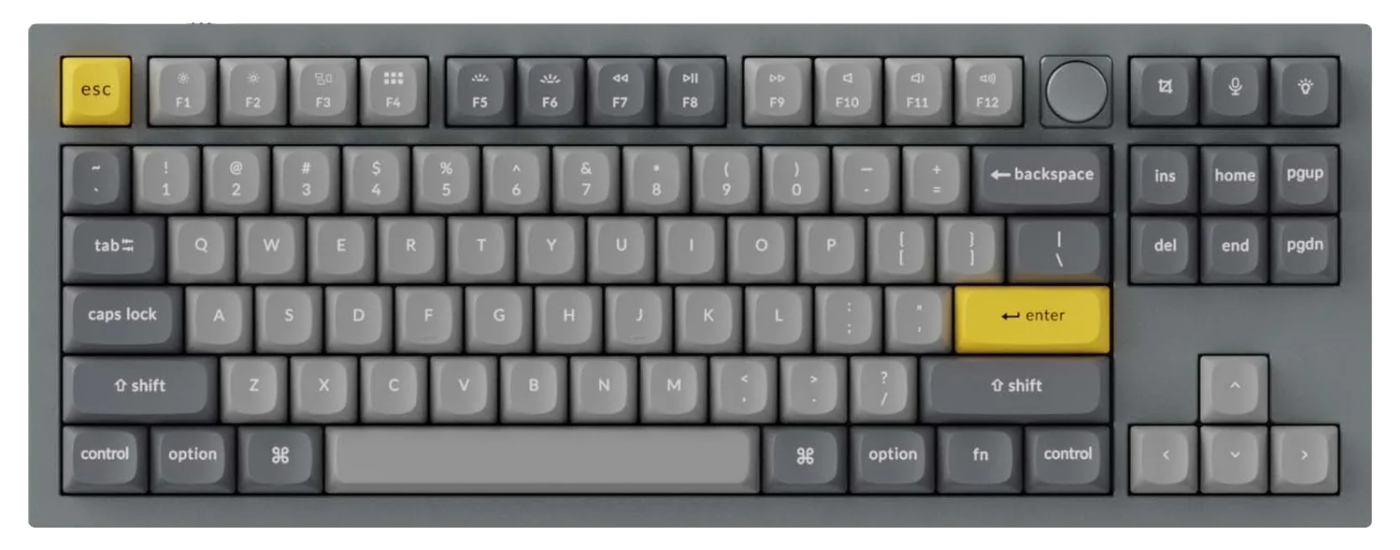 esc F1 F2 F3 F4 F5 F6 F7 F8 F9 F10 F11 F12
~ ! @ # $ % ^ & * ( ) — +
` 1 2 3 4 5 6 7 8 9 0 - = ← backspace ins home pgup
tab Q W E R T Y U I O P { } |
[ ] \ del end pgdn
caps lock A S D F G H J K L : "
; ' ↵ enter
⇧ shift Z X C V B N M < > ? ⇧ shift ^
, . /
control option ⌘ ⌘ option fn control < ⌄ >